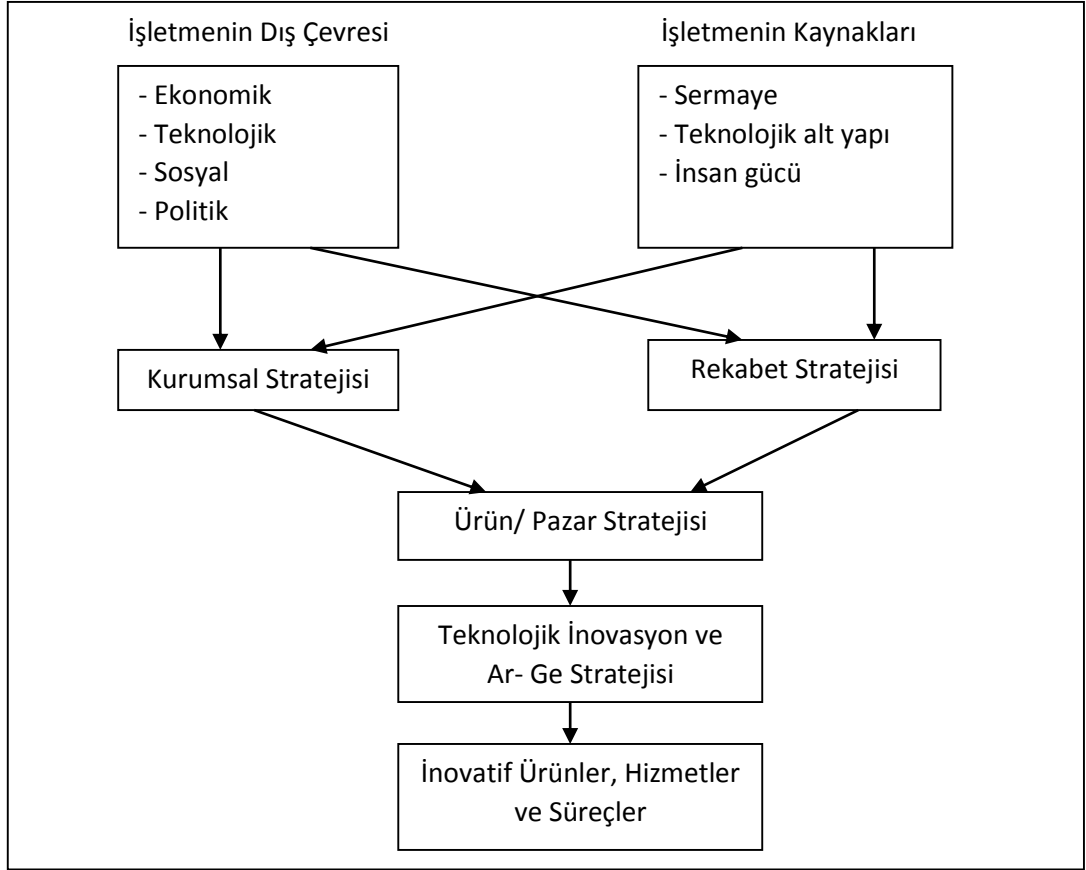 İşletmenin Dış Çevresi
- Ekonomik
- Teknolojik
- Sosyal
- Politik
İşletmenin Kaynakları
- Sermaye
- Teknolojik alt yapı
- İnsan gücü
Kurumsal Stratejisi
Rekabet Stratejisi
Ürün/ Pazar Stratejisi
Teknolojik İnovasyon ve
Ar- Ge Stratejisi
İnovatif Ürünler, Hizmetler
ve Süreçler